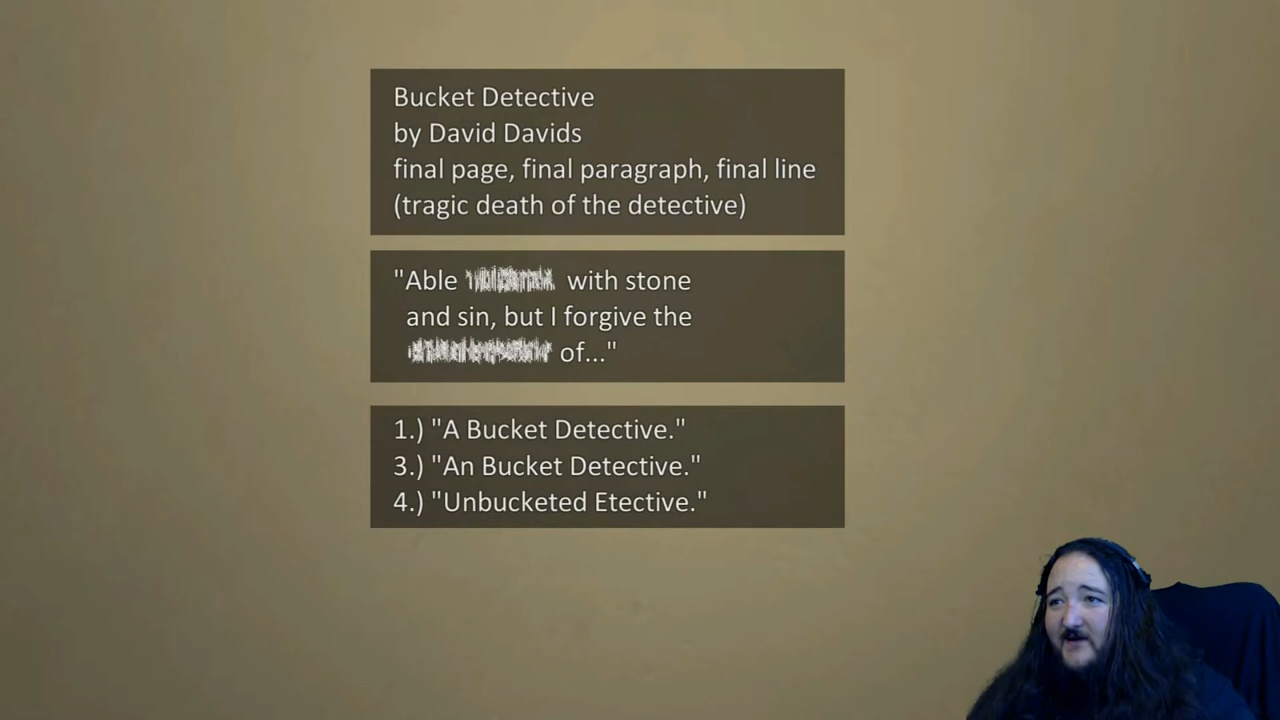 Bucket Detective
by David Davids
final page, final paragraph, final line
(tragic death of the detective)
"Able with stone
and sin, but I forgive the
of..."
1.) "A Bucket Detective."
3.) "An Bucket Detective."
4.) "Unbucketed Etective."